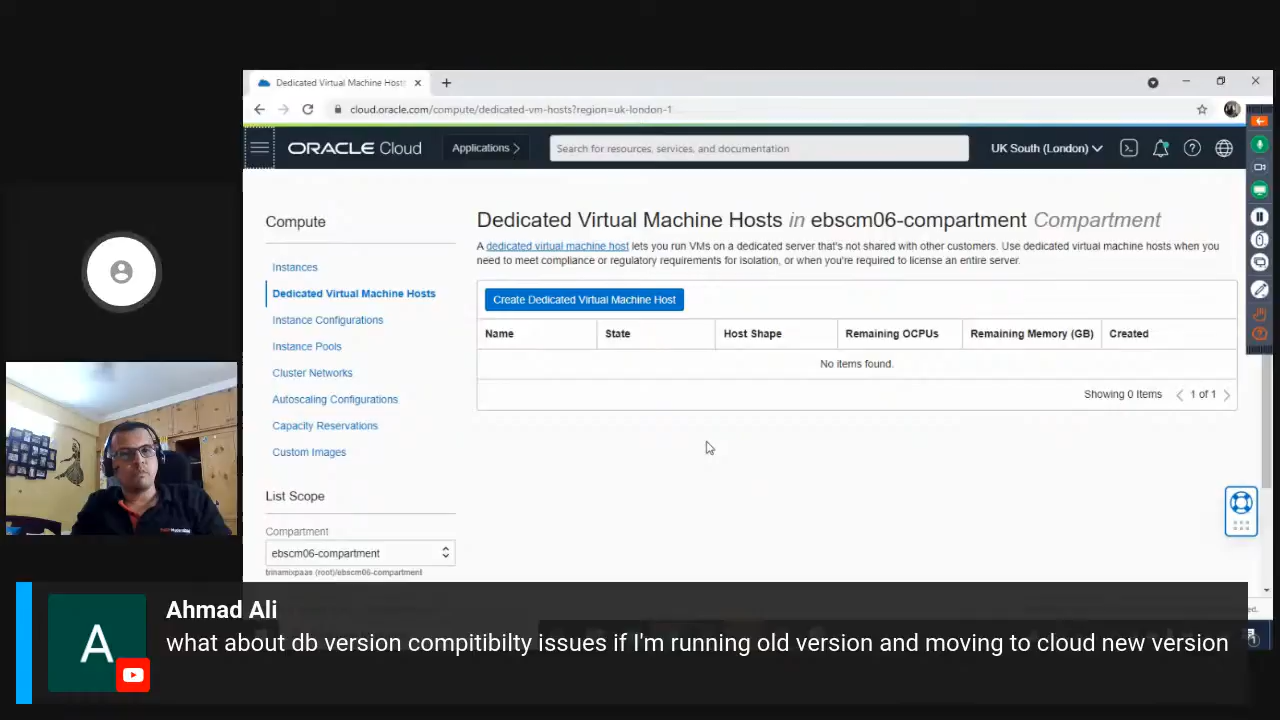 Dedicated Virtual Machine Hosts
cloud.oracle.com/compute/dedicated-vm-hosts?region=uk-london-1
ORACLE Cloud
Applications
Search for resources, services, and documentation
UK South (London)
Compute
Instances
Dedicated Virtual Machine Hosts
Instance Configurations
Instance Pools
Cluster Networks
Autoscaling Configurations
Capacity Reservations
Custom Images
List Scope
Compartment
ebscm06-compartment
trinamixpaas (root)/ebscm06-compartment
Dedicated Virtual Machine Hosts in ebscm06-compartment Compartment
A dedicated virtual machine host lets you run VMs on a dedicated server that's not shared with other customers. Use dedicated virtual machine hosts when you
need to meet compliance or regulatory requirements for isolation, or when you're required to license an entire server.
Create Dedicated Virtual Machine Host
Name State Host Shape Remaining OCPUs Remaining Memory (GB) Created
No items found.
Showing 0 Items 1 of 1
A
Ahmad Ali
what about db version compitibilty issues if I'm running old version and moving to cloud new version